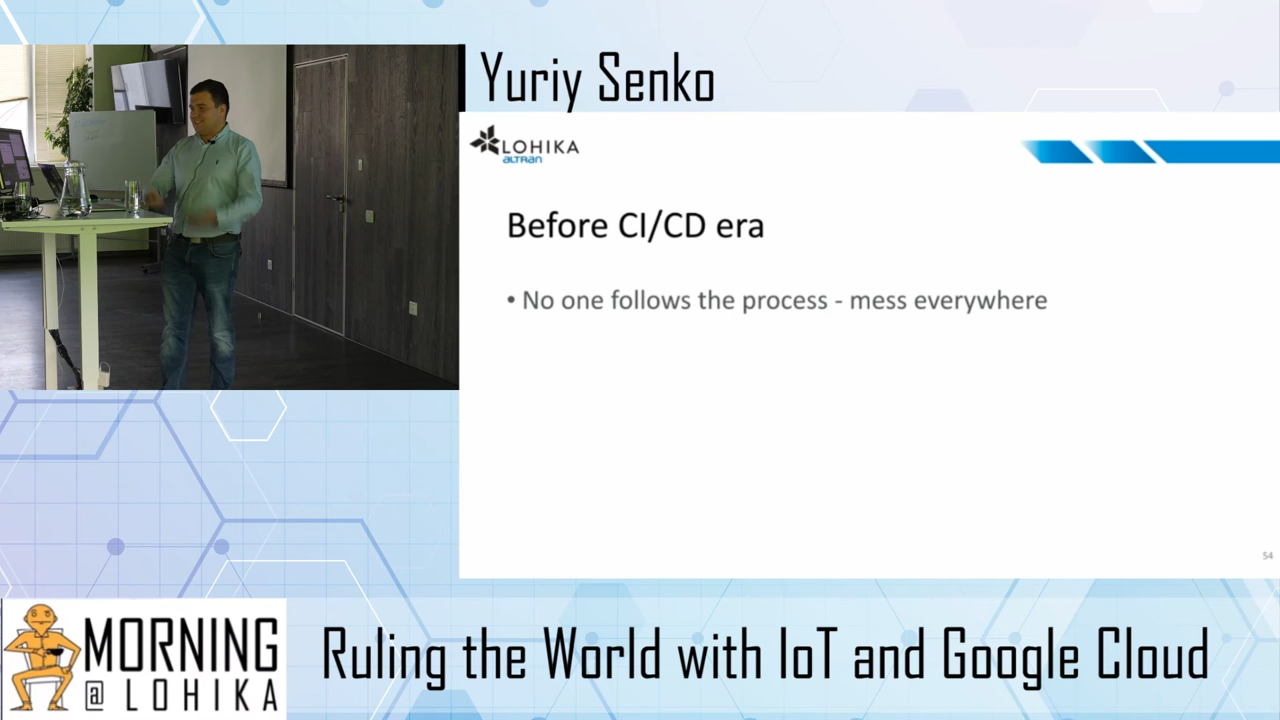 Yuriy Senko
LOHIKA
altran
Before CI/CD era
• No one follows the process - mess everywhere
54
MORNING
@ LOHIKA
Ruling the World with IoT and Google Cloud